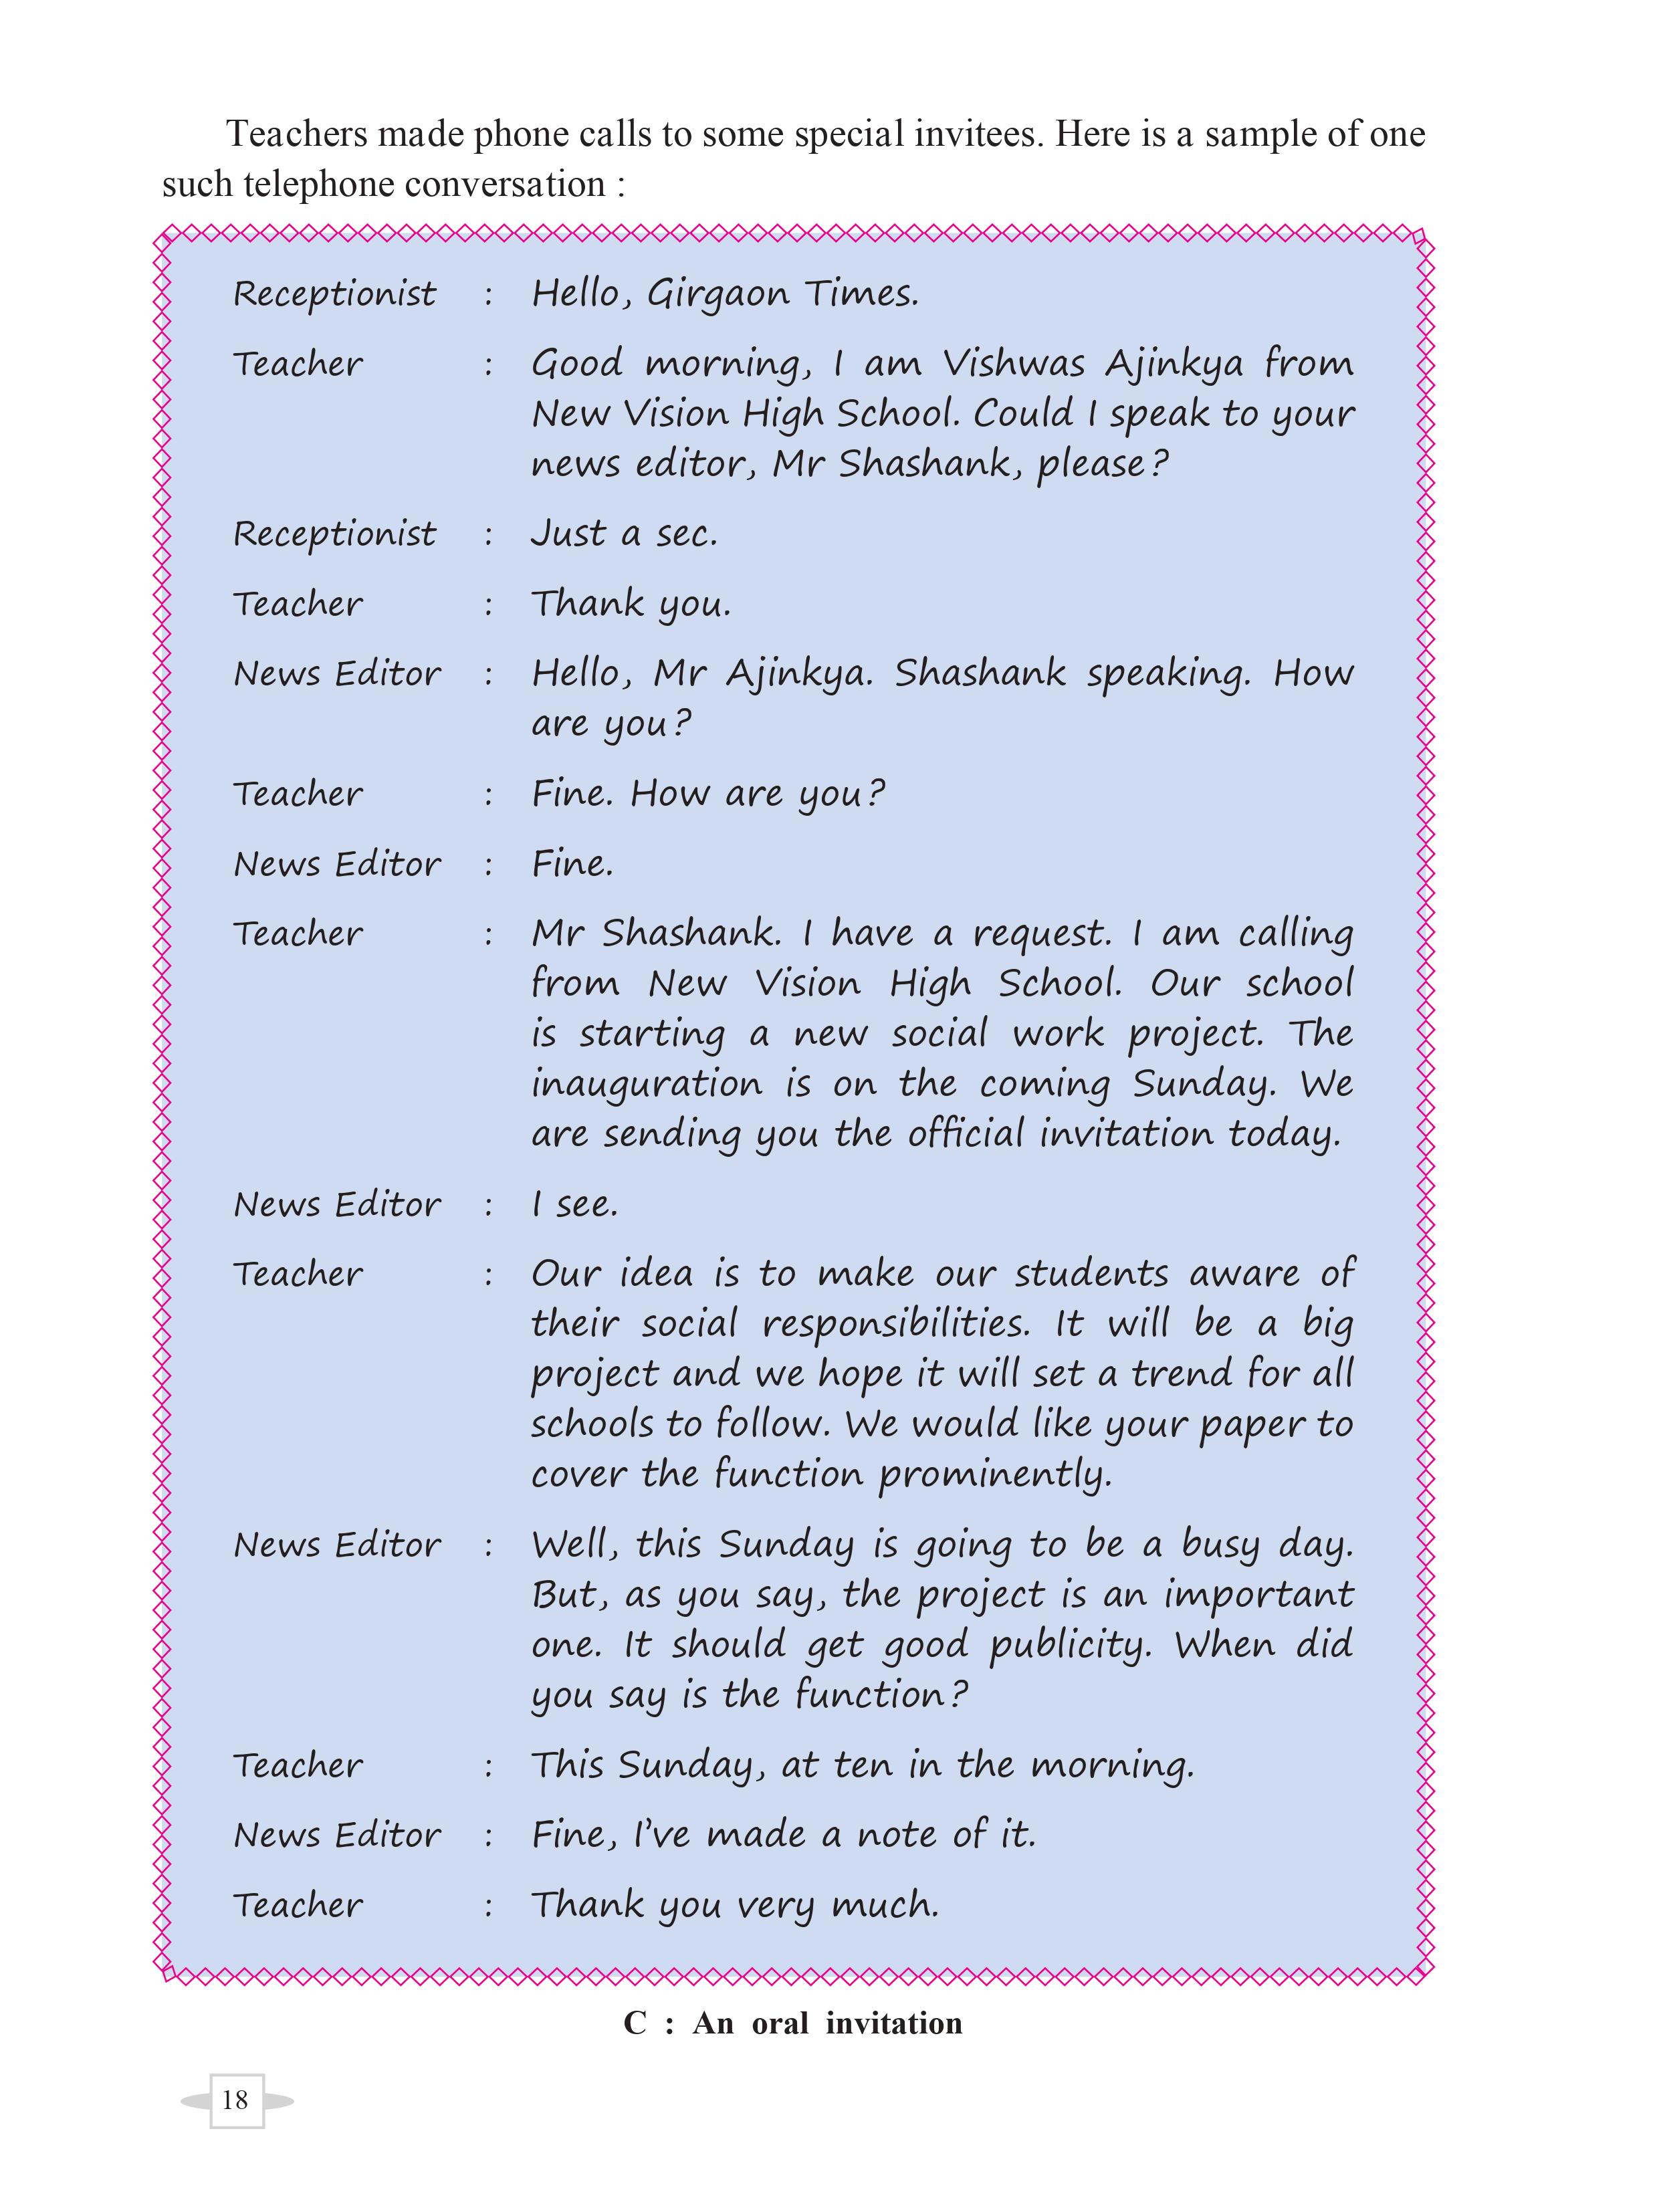 Teachers made phone calls to some special invitees. Here is a sample of one
such telephone conversation :
Receptionist : Hello, Girgaon Times.
Teacher : Good morning, I am Vishwas Ajinkya from
New Vision High School. Could I speak to your
news editor, Mr Shashank, please?
Receptionist : Just a sec.
Teacher : Thank you.
News Editor : Hello, Mr Ajinkya. Shashank speaking. How
are you?
Teacher : Fine. How are you?
News Editor : Fine.
Teacher : Mr Shashank. I have a request. I am calling
from New Vision High School. Our school
is starting a new social work project. The
inauguration is on the coming Sunday. We
are sending you the official invitation today.
News Editor : I see.
Teacher : Our idea is to make our students aware of
their social responsibilities. It will be a big
project and we hope it will set a trend for all
schools to follow. We would like your paper to
cover the function prominently.
News Editor : Well, this Sunday is going to be a busy day.
But, as you say, the project is an important
one. It should get good publicity. When did
you say is the function?
Teacher : This Sunday, at ten in the morning.
News Editor : Fine, I’ve made a note of it.
Teacher : Thank you very much.
C : An oral invitation
18